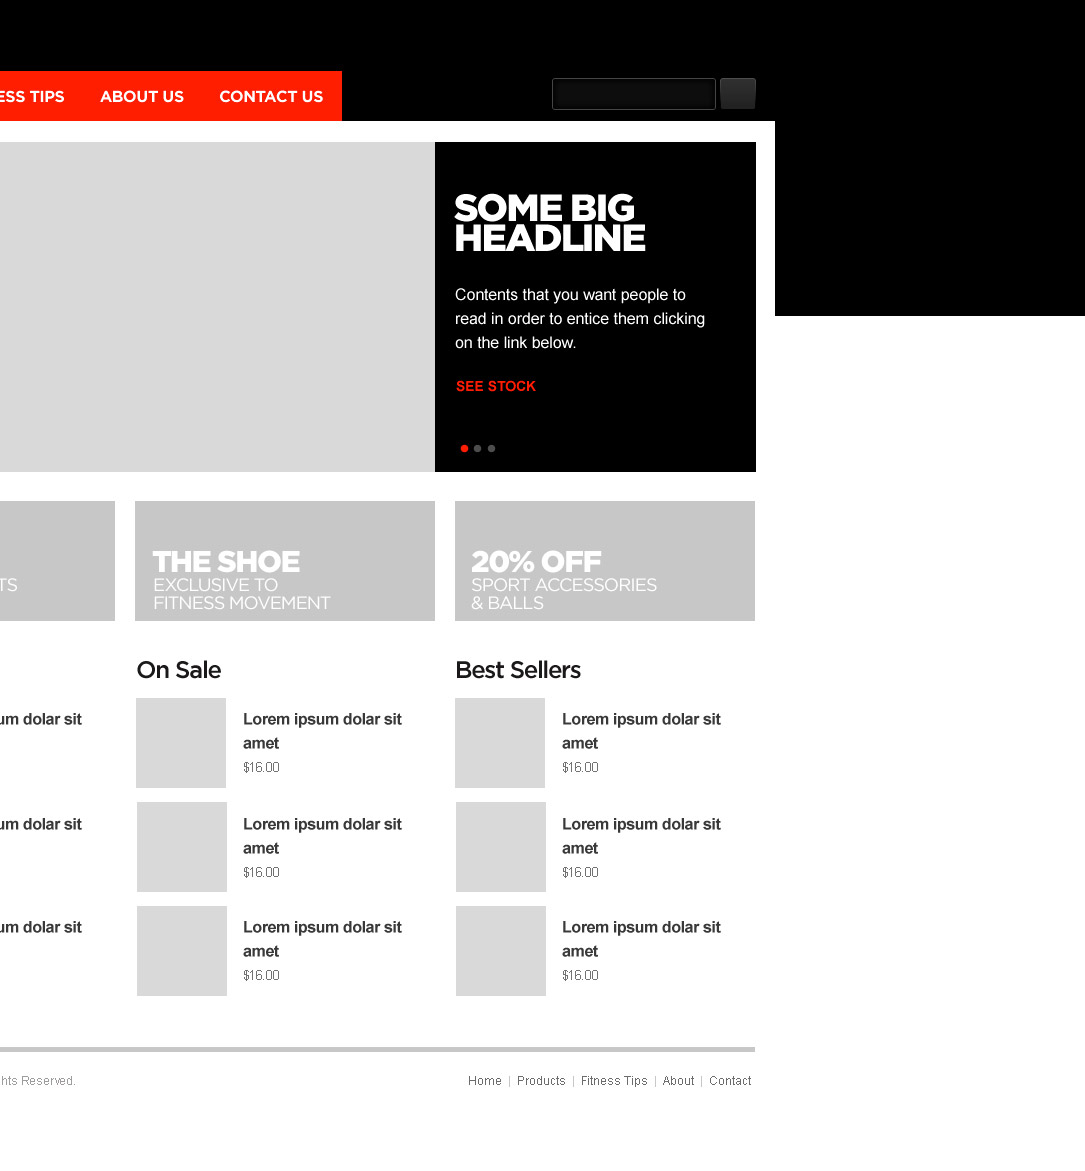 ESS TIPS ABOUT US CONTACT US
SOME BIG
HEADLINE
Contents that you want people to
read in order to entice them clicking
on the link below.
SEE STOCK
TS
THE SHOE
EXCLUSIVE TO
FITNESS MOVEMENT
20% OFF
SPORT ACCESSORIES
& BALLS
um dolar sit
um dolar sit
um dolar sit
On Sale
Lorem ipsum dolar sit
amet
$16.00
Lorem ipsum dolar sit
amet
$16.00
Lorem ipsum dolar sit
amet
$16.00
Best Sellers
Lorem ipsum dolar sit
amet
$16.00
Lorem ipsum dolar sit
amet
$16.00
Lorem ipsum dolar sit
amet
$16.00
hts Reserved.
Home | Products | Fitness Tips | About | Contact